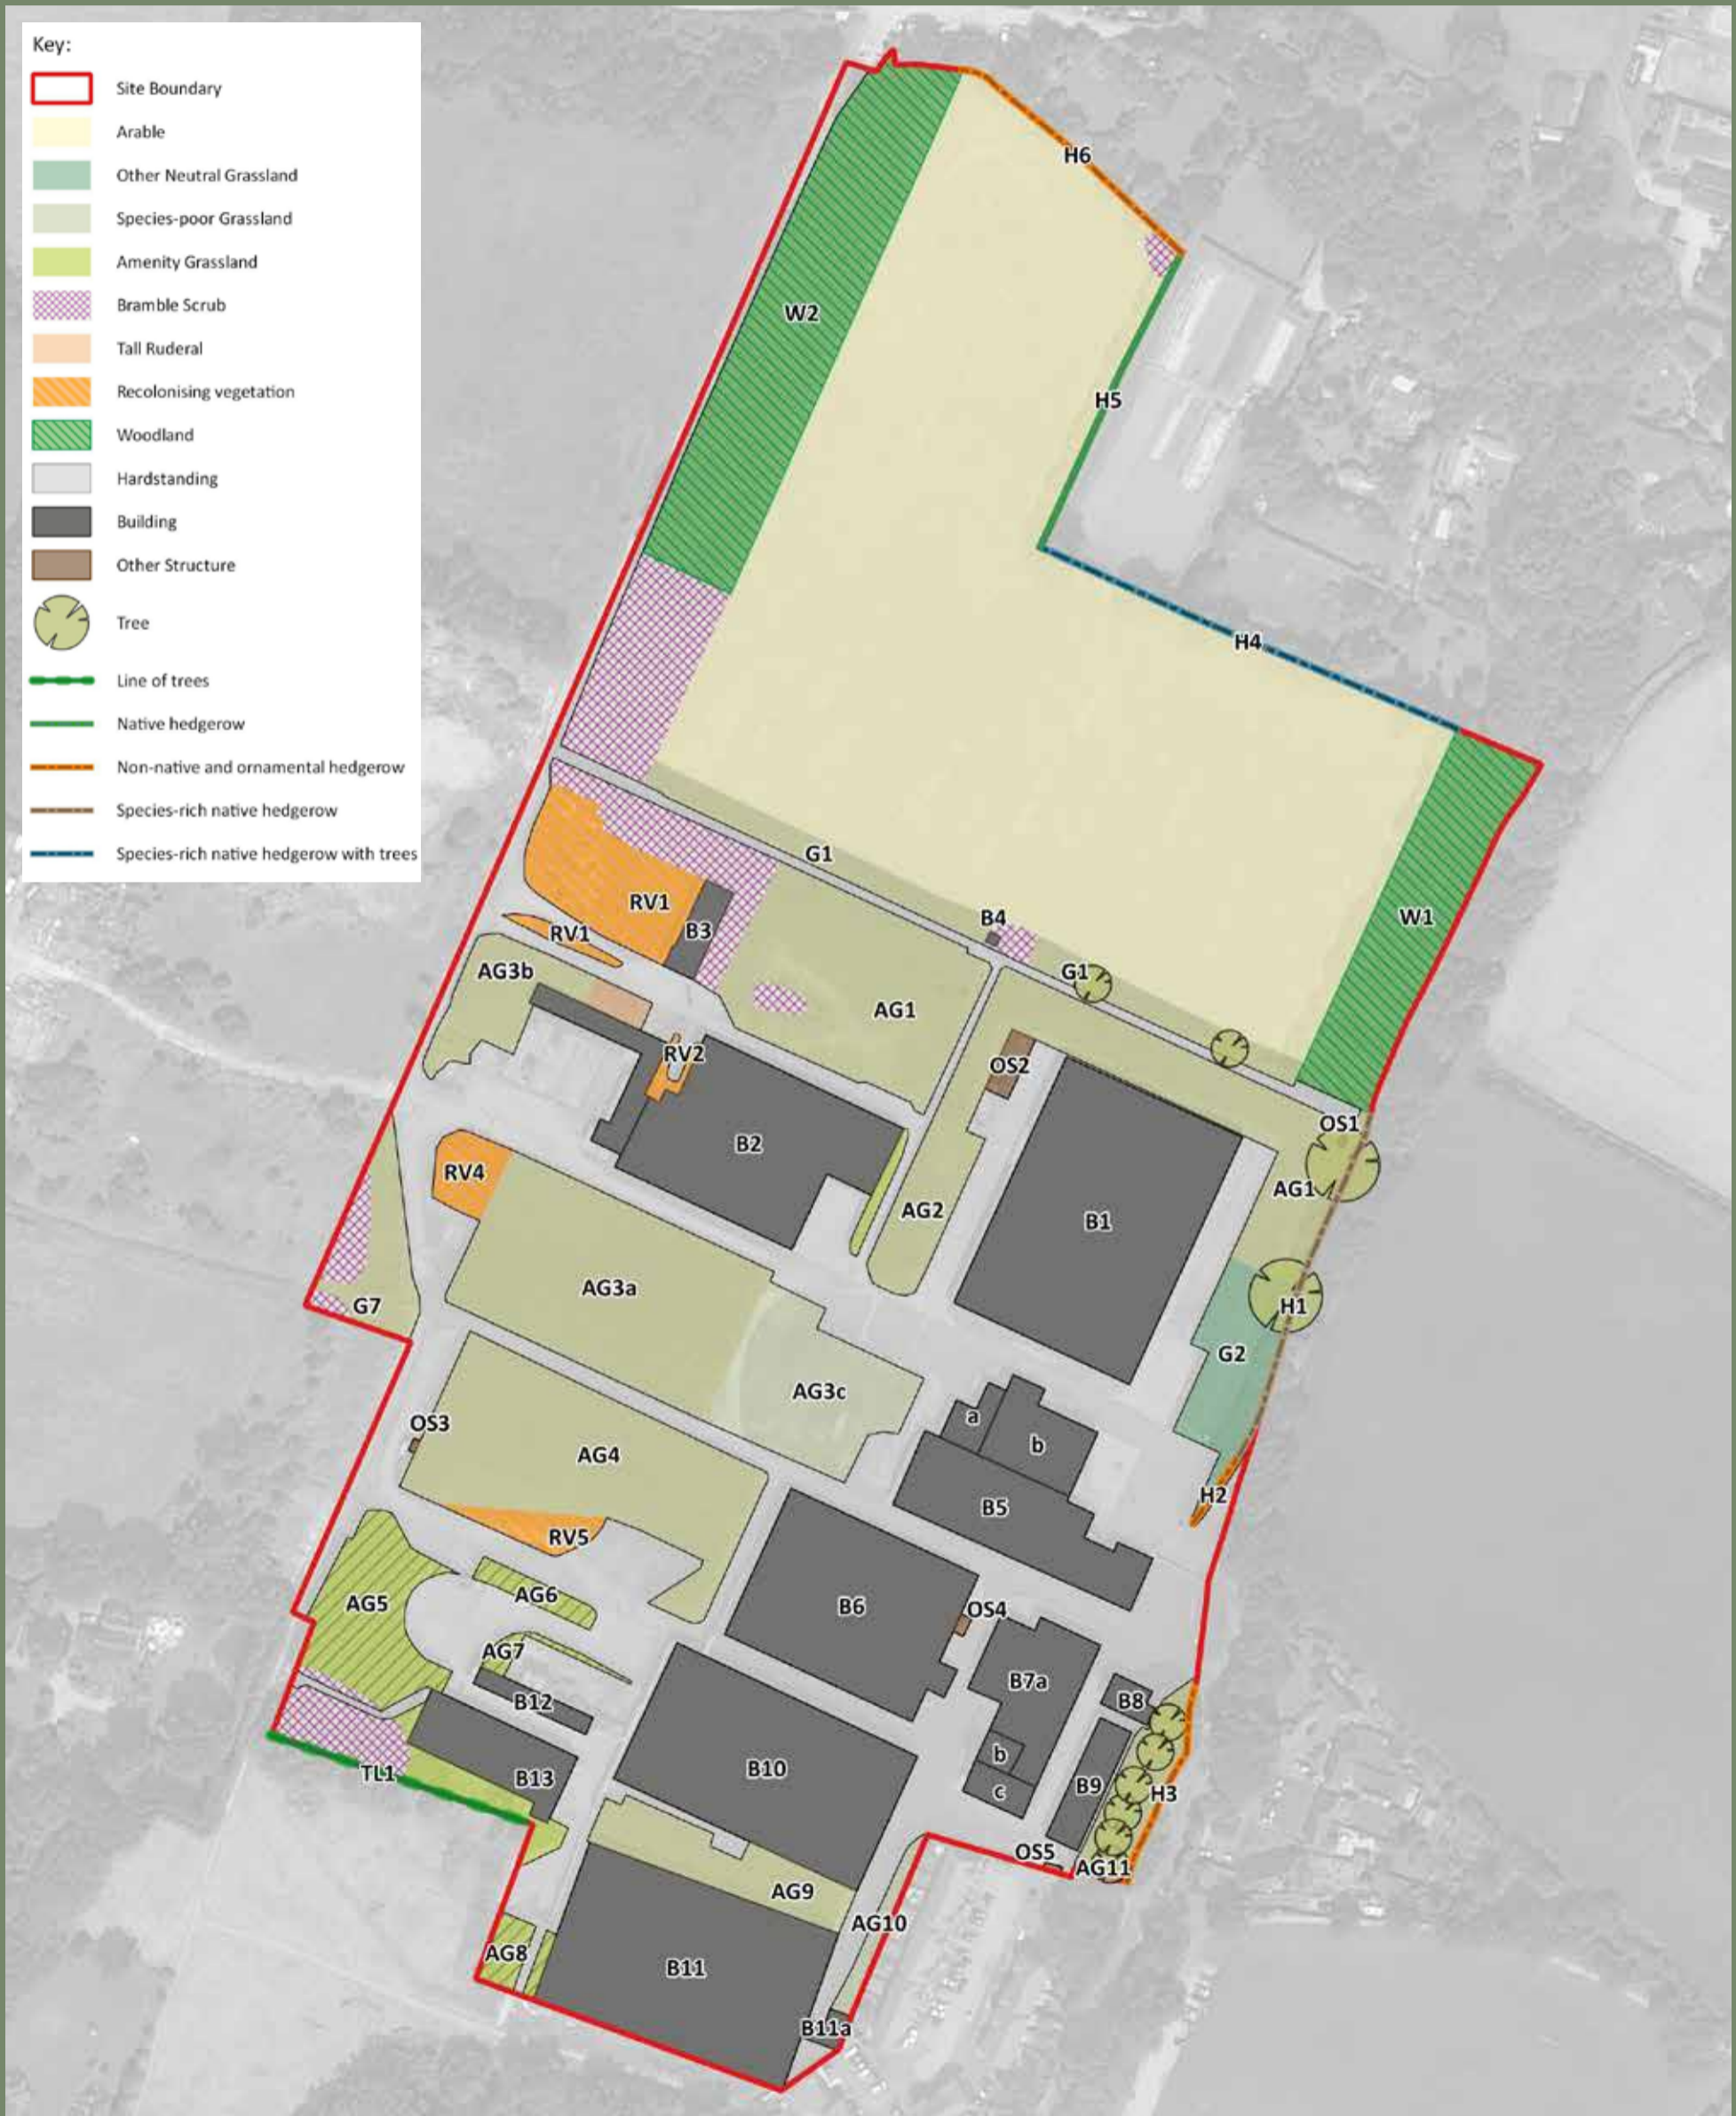 Key:
Site Boundary
Arable
Other Neutral Grassland
Species-poor Grassland
Amenity Grassland
Bramble Scrub
Tall Ruderal
Recolonising vegetation
Woodland
Hardstanding
Building
Other Structure
Tree
Line of trees
Native hedgerow
Non-native and ornamental hedgerow
Species-rich native hedgerow
Species-rich native hedgerow with trees
H6
W2
H5
H4
G1
RV1
B4
W1
B3
RV1
AG3b
G1
AG1
RV2
OS2
OS1
B2
RV4
AG1
AG2
B1
AG3a
G7
H1
G2
AG3c
a
OS3
b
AG4
H2
B5
RV5
AG6
AG5
B6
OS4
AG7
B7a
B12
B8
b
B10
TL1
B13
B9
c
H3
OS5
AG11
AG9
AG10
AG8
B11
B11a